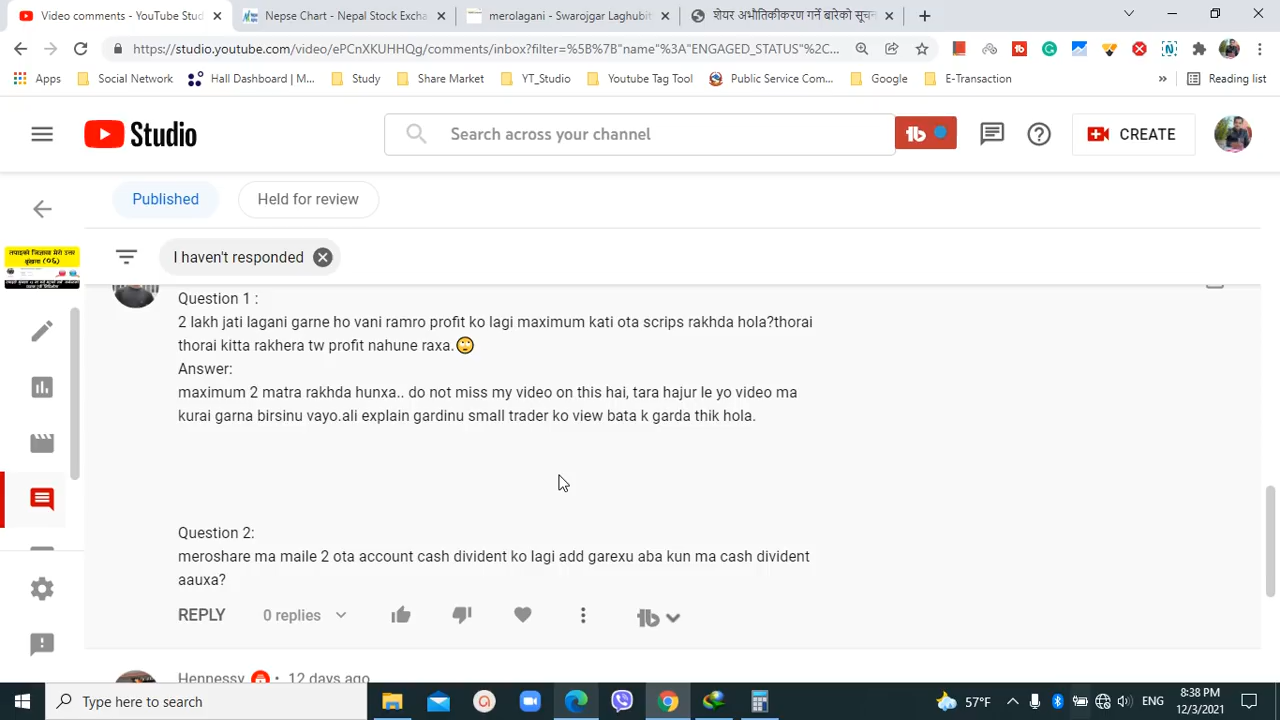 Video comments - YouTube Stud
Nepse Chart - Nepal Stock Excha
merolagani - Swarojgar Laghubit
शेयर अभौतिकीकरण गर्ने बारेको सूचन
https://studio.youtube.com/video/ePCnXKUHHQg/comments/inbox?filter=%5B%7B"name"%3A"ENGAGED_STATUS"%2C...
Apps
Social Network
Hall Dashboard | M...
Study
Share Market
YT_Studio
Youtube Tag Tool
Public Service Com...
Google
E-Transaction
»
Reading list
Studio
Search across your channel
CREATE
Published
Held for review
तपाइको जिज्ञासा मेरो उत्तर
I haven't responded
Question 1 :
2 lakh jati lagani garne ho vani ramro profit ko lagi maximum kati ota scrips rakhda hola?thorai
thorai kitta rakhera tw profit nahune raxa.🙄
Answer:
maximum 2 matra rakhda hunxa.. do not miss my video on this hai, tara hajur le yo video ma
kurai garna birsinu vayo.ali explain gardinu small trader ko view bata k garda thik hola.
Question 2:
meroshare ma maile 2 ota account cash divident ko lagi add garexu aba kun ma cash divident
aauxa?
REPLY
0 replies
Hennessy • 12 days ago
Type here to search
57°F
ENG
8:38 PM
12/3/2021